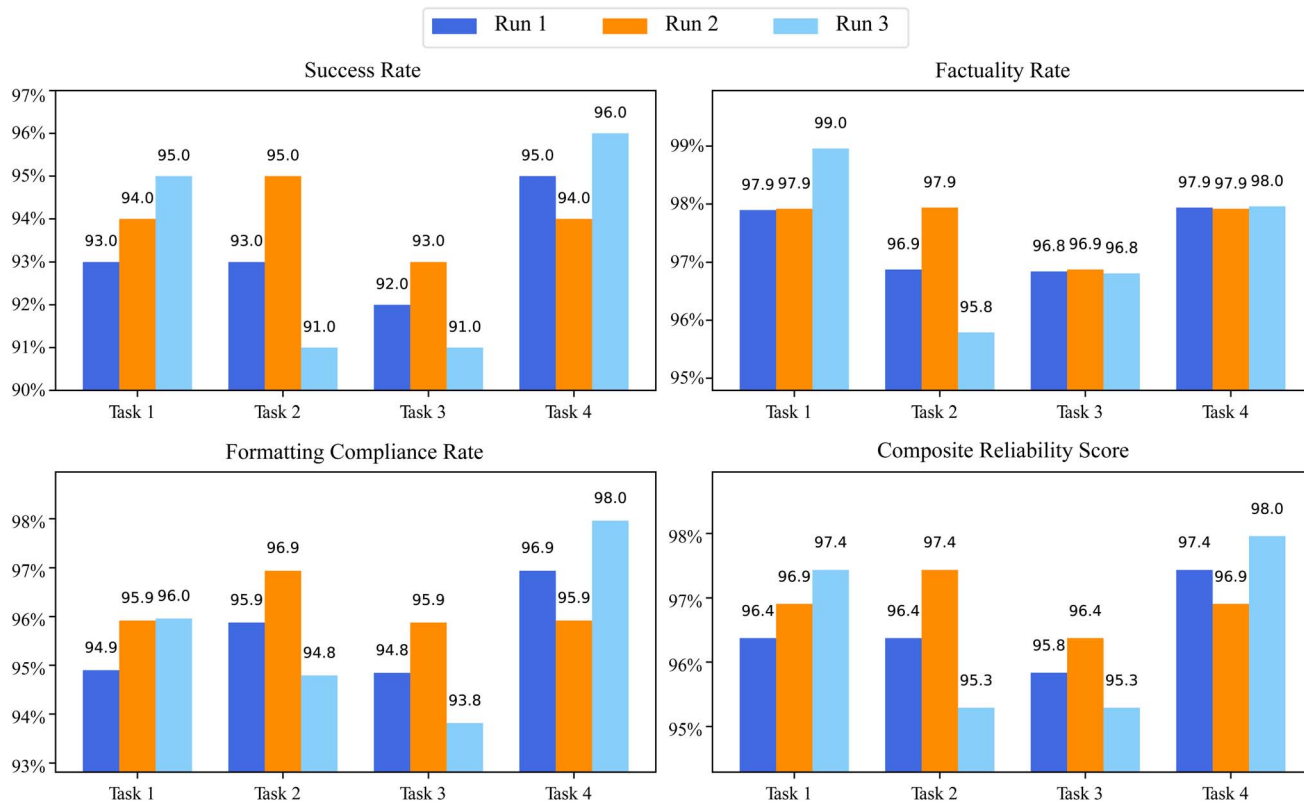 Run 1 Run 2 Run 3
Success Rate
97%
96%
95%
94%
93%
92%
91%
90%
93.0 94.0 95.0 93.0 95.0 91.0 92.0 93.0 91.0 95.0 94.0 96.0
Task 1 Task 2 Task 3 Task 4
Factuality Rate
99%
98%
97%
96%
95%
97.9 97.9 99.0 96.9 97.9 95.8 96.8 96.9 96.8 97.9 97.9 98.0
Task 1 Task 2 Task 3 Task 4
Formatting Compliance Rate
98%
97%
96%
95%
94%
93%
94.9 95.9 96.0 95.9 96.9 94.8 94.8 95.9 93.8 96.9 95.9 98.0
Task 1 Task 2 Task 3 Task 4
Composite Reliability Score
98%
97%
96%
95%
96.4 96.9 97.4 96.4 97.4 95.3 95.8 96.4 95.3 97.4 96.9 98.0
Task 1 Task 2 Task 3 Task 4